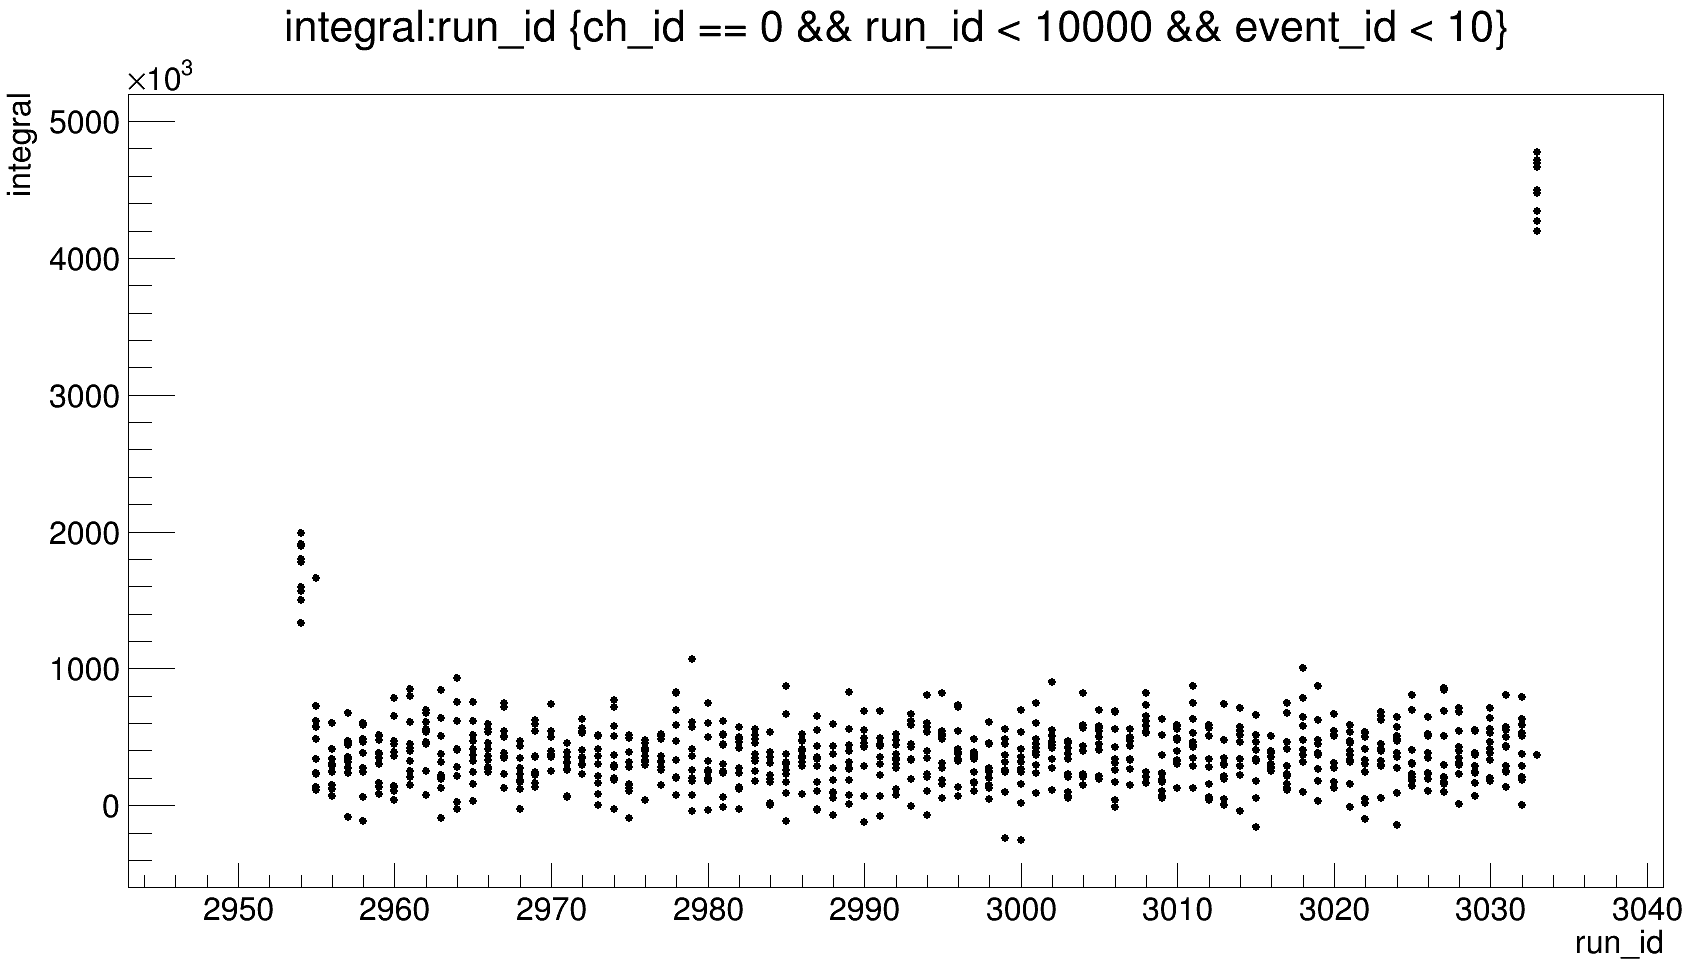 integral:run_id {ch_id == 0 && run_id < 10000 && event_id < 10}
×10³
integral
5000
4000
3000
2000
1000
0
2950 2960 2970 2980 2990 3000 3010 3020 3030 3040
run_id